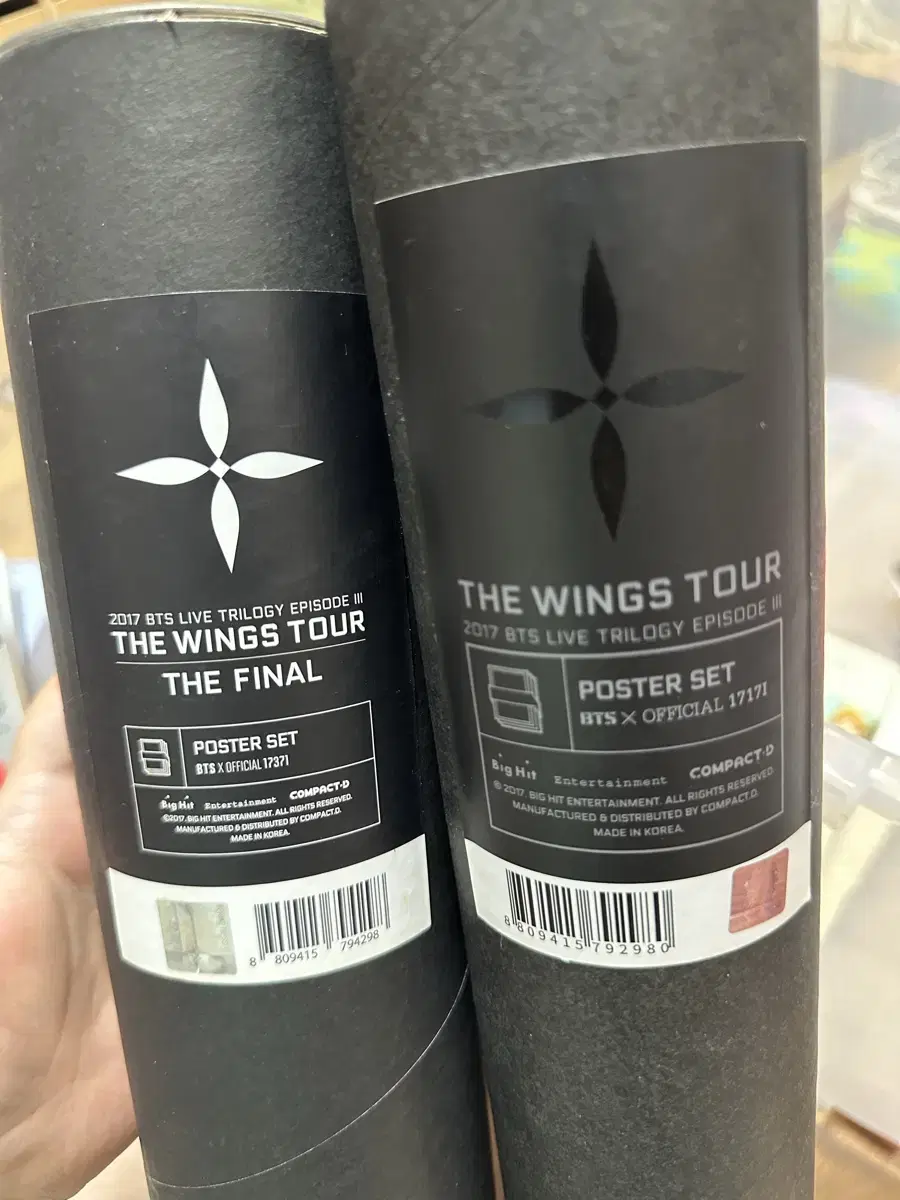 2017 BTS LIVE TRILOGY EPISODE III
THE WINGS TOUR
THE FINAL
POSTER SET
BTS X OFFICIAL 17371
Big Hit Entertainment COMPACT·D
©2017. BIG HIT ENTERTAINMENT. ALL RIGHTS RESERVED.
MANUFACTURED & DISTRIBUTED BY COMPACT.D.
MADE IN KOREA.
8 809415 794298
THE WINGS TOUR
2017 BTS LIVE TRILOGY EPISODE III
POSTER SET
BTS X OFFICIAL 17171
Big Hit Entertainment COMPACT·D
© 2017. BIG HIT ENTERTAINMENT. ALL RIGHTS RESERVED.
MANUFACTURED & DISTRIBUTED BY COMPACT.D.
MADE IN KOREA.
8 809415 792980